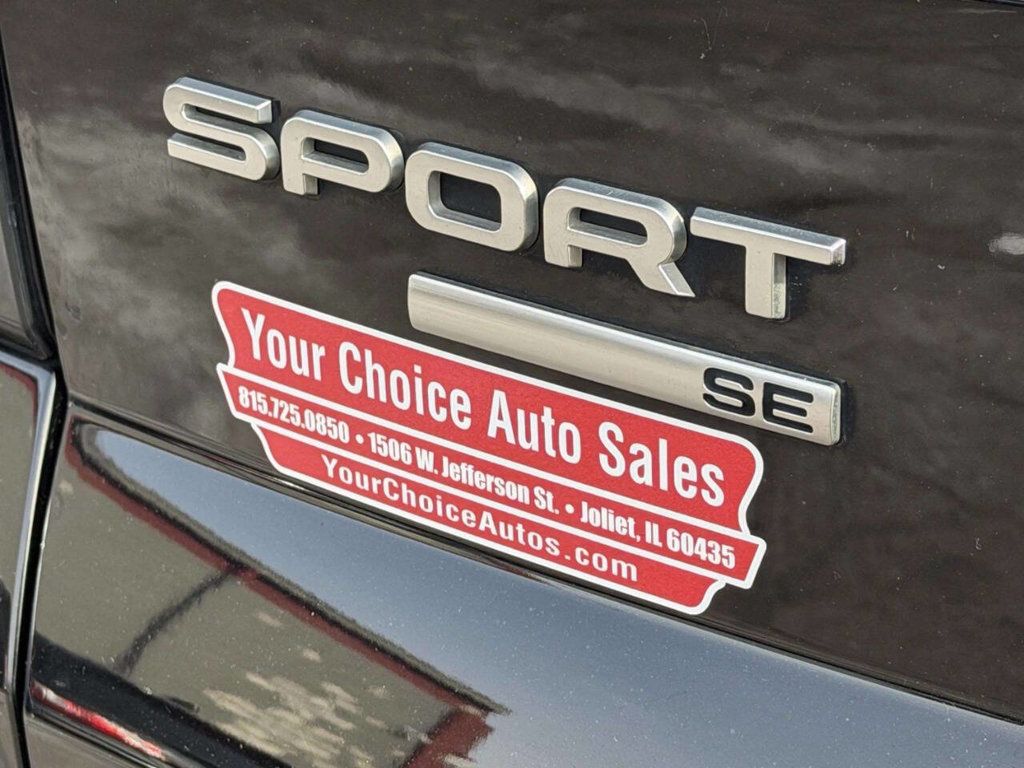 SPORT
SE
Your Choice Auto Sales
815.725.0850 • 1506 W. Jefferson St. • Joliet, IL 60435
YourChoiceAutos.com